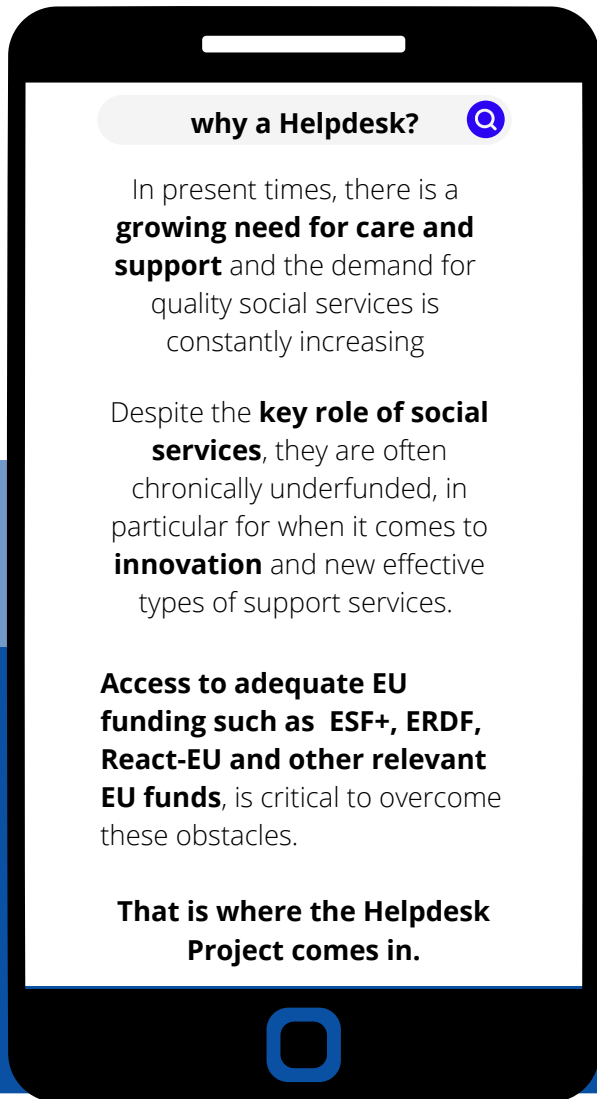 why a Helpdesk?
In present times, there is a
growing need for care and
support and the demand for
quality social services is
constantly increasing
Despite the key role of social
services, they are often
chronically underfunded, in
particular for when it comes to
innovation and new effective
types of support services.
Access to adequate EU
funding such as  ESF+, ERDF,
React-EU and other relevant
EU funds, is critical to overcome
these obstacles.
That is where the Helpdesk
Project comes in.